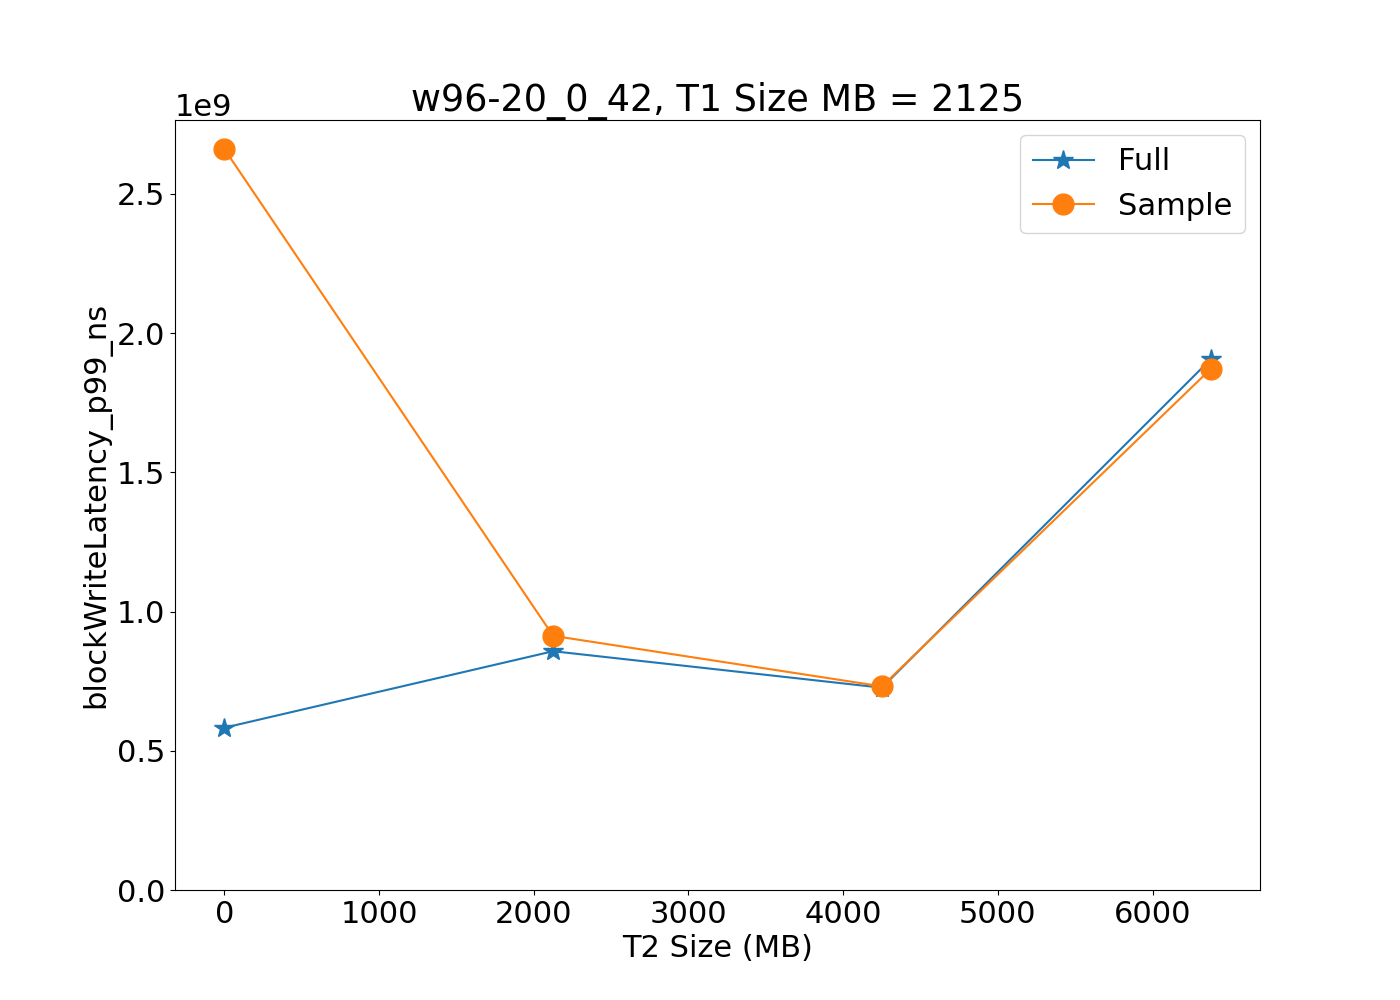 w96-20_0_42, T1 Size MB = 2125
1e9
Full
Sample
2.5
2.0
1.5
1.0
0.5
0.0
blockWriteLatency_p99_ns
0 1000 2000 3000 4000 5000 6000
T2 Size (MB)